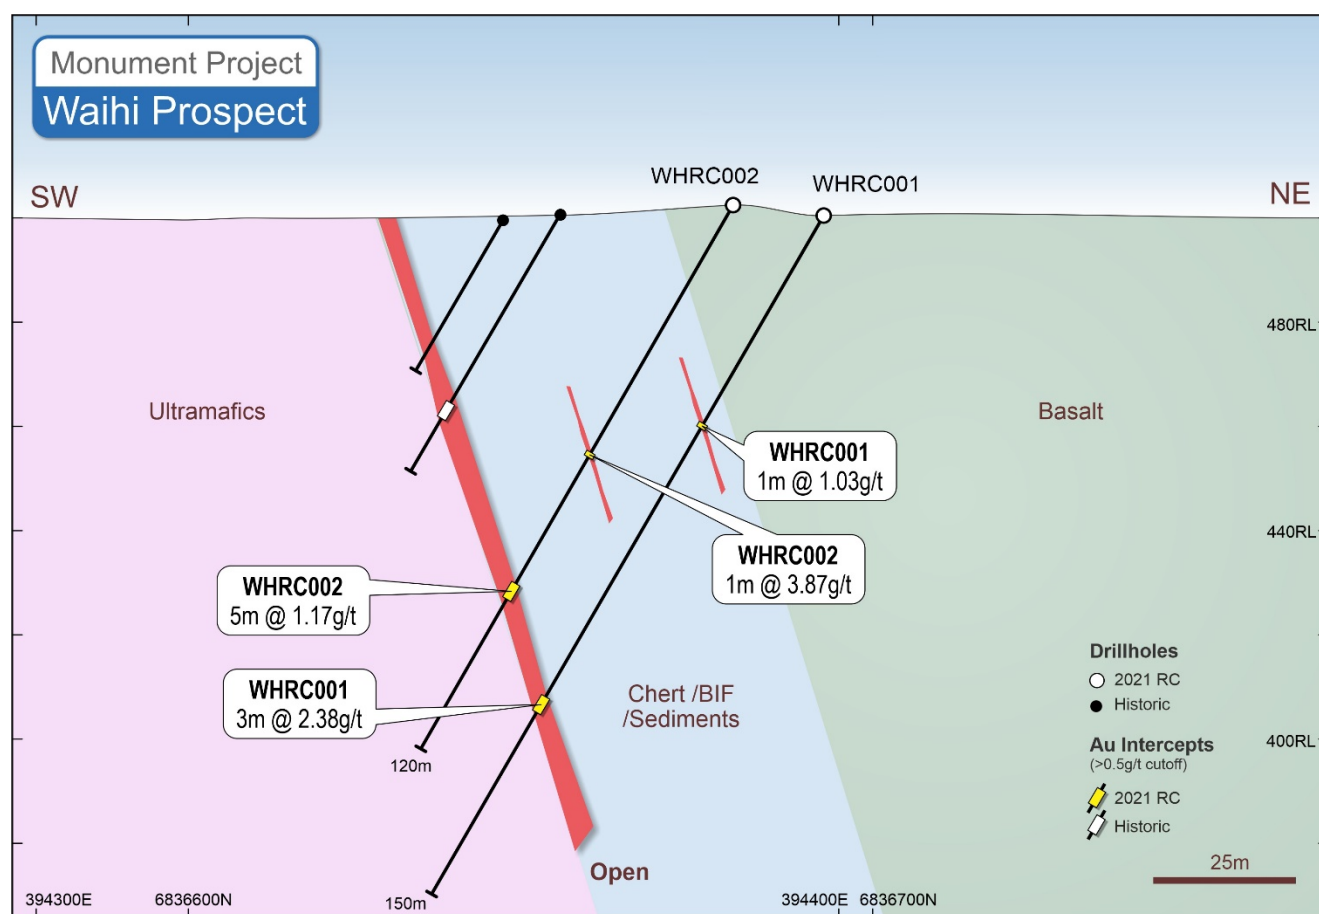 Monument Project
Waihi Prospect
SW
WHRC002
WHRC001
NE
480RL
Ultramafics
Basalt
WHRC001
1m @ 1.03g/t
440RL
WHRC002
1m @ 3.87g/t
WHRC002
5m @ 1.17g/t
WHRC001
3m @ 2.38g/t
Chert /BIF
/Sediments
Drillholes
2021 RC
Historic
400RL
Au Intercepts
(>0.5g/t cutoff)
2021 RC
Historic
120m
Open
25m
394300E
6836600N
150m
394400E
6836700N